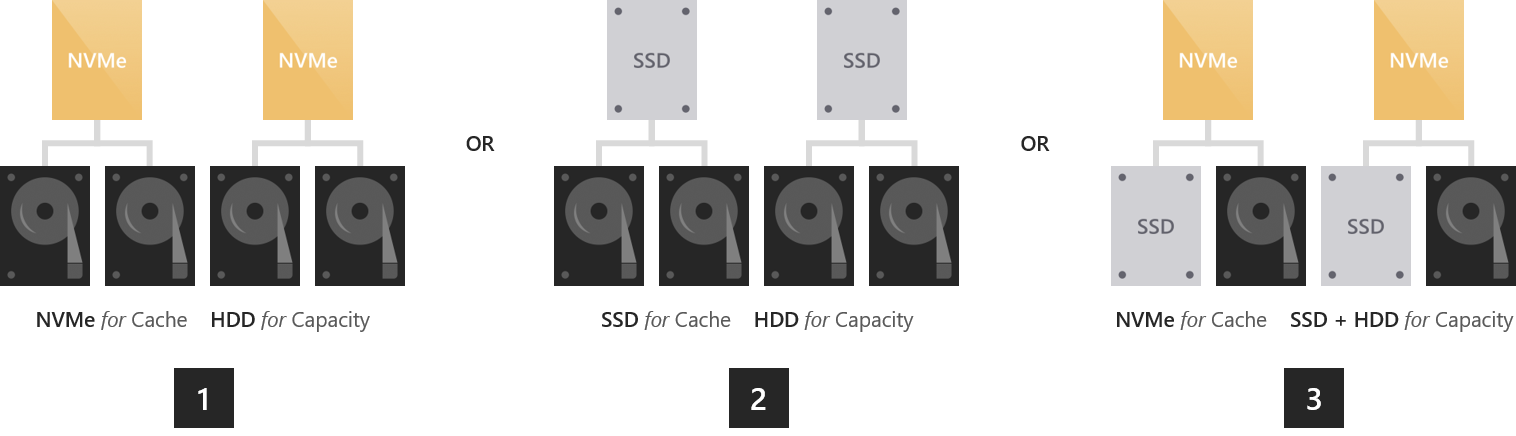 NVMe NVMe SSD SSD NVMe NVMe
OR OR
SSD SSD
NVMe for Cache HDD for Capacity SSD for Cache HDD for Capacity NVMe for Cache SSD + HDD for Capacity
1 2 3